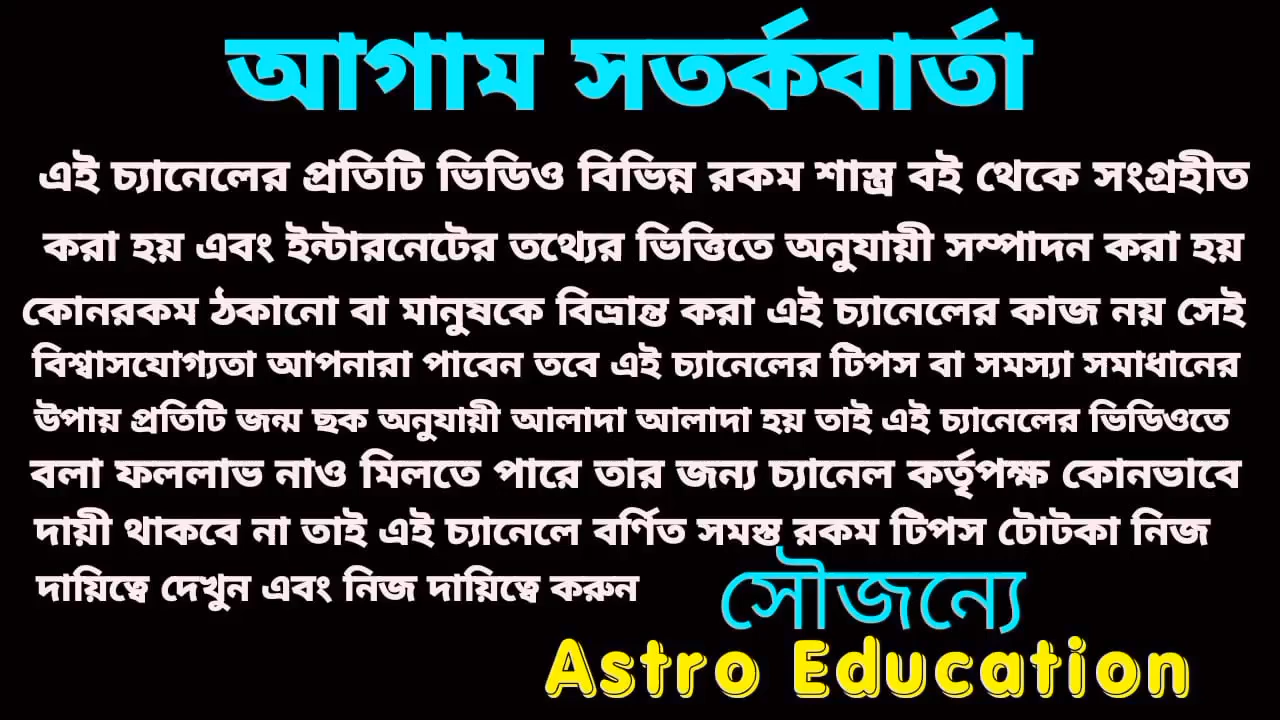 আগাম সতর্কবার্তা
এই চ্যানেলের প্রতিটি ভিডিও বিভিন্ন রকম শাস্ত্র বই থেকে সংগ্রহীত
করা হয় এবং ইন্টারনেটের তথ্যের ভিত্তিতে অনুযায়ী সম্পাদন করা হয়
কোনরকম ঠকানো বা মানুষকে বিভ্রান্ত করা এই চ্যানেলের কাজ নয় সেই
বিশ্বাসযোগ্যতা আপনারা পাবেন তবে এই চ্যানেলের টিপস বা সমস্যা সমাধানের
উপায় প্রতিটি জন্ম ছক অনুযায়ী আলাদা আলাদা হয় তাই এই চ্যানেলের ভিডিওতে
বলা ফললাভ নাও মিলতে পারে তার জন্য চ্যানেল কর্তৃপক্ষ কোনভাবে
দায়ী থাকবে না তাই এই চ্যানেলে বর্ণিত সমস্ত রকম টিপস টোটকা নিজ
দায়িত্বে দেখুন এবং নিজ দায়িত্বে করুন
সৌজন্যে
Astro Education